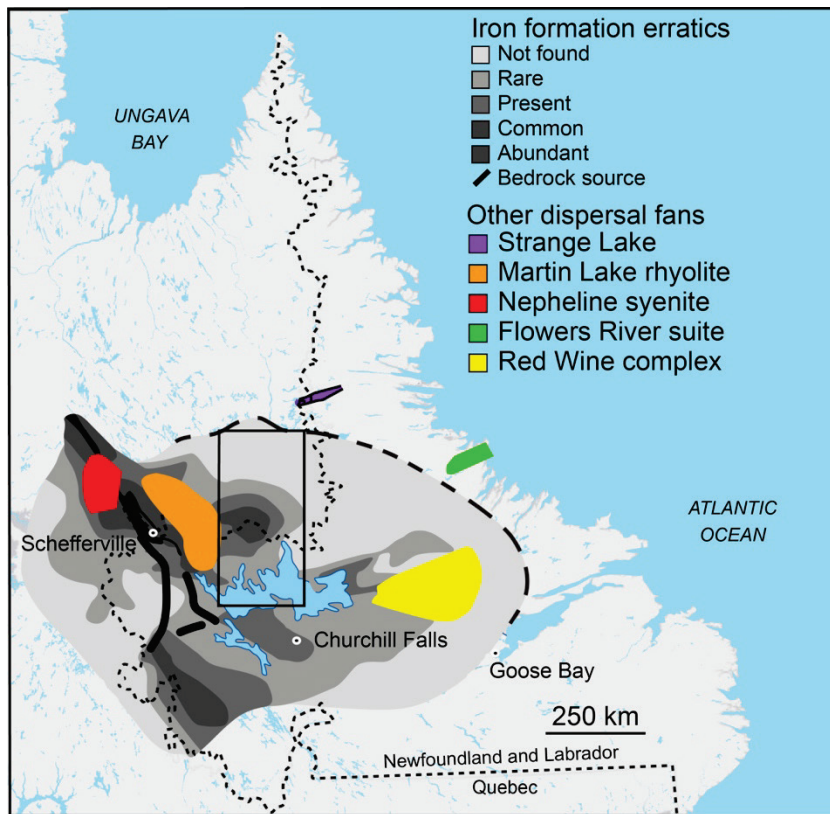 Iron formation erratics
Not found
Rare
Present
Common
Abundant
Bedrock source
Other dispersal fans
Strange Lake
Martin Lake rhyolite
Nepheline syenite
Flowers River suite
Red Wine complex
UNGAVA
BAY
ATLANTIC
OCEAN
Schefferville
Churchill Falls
Goose Bay
250 km
Newfoundland and Labrador
Quebec